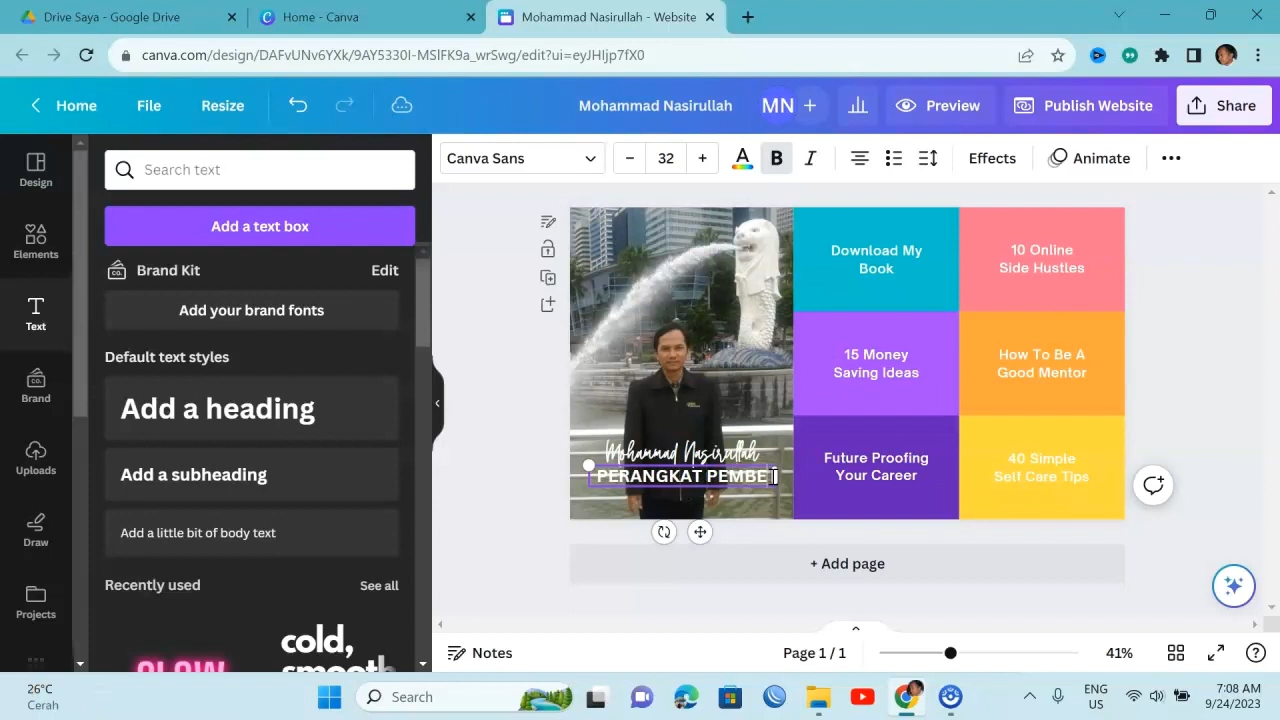 Drive Saya - Google Drive
Home - Canva
Mohammad Nasirullah - Website
canva.com/design/DAFvUNv6YXk/9AY5330I-MSlFK9a_wrSwg/edit?ui=eyJHIjp7fX0
Home
File
Resize
Mohammad Nasirullah
MN
Preview
Publish Website
Share
Design
Elements
Text
Brand
Uploads
Draw
Projects
Search text
Add a text box
Brand Kit
Edit
Add your brand fonts
Default text styles
Add a heading
Add a subheading
Add a little bit of body text
Recently used
See all
GLOW
cold,
smooth
Canva Sans
– 32 +
A
B
I
Effects
Animate
Mohammad Nasirullah
PERANGKAT PEMBE
Download My
Book
10 Online
Side Hustles
15 Money
Saving Ideas
How To Be A
Good Mentor
Future Proofing
Your Career
40 Simple
Self Care Tips
+ Add page
Notes
Page 1 / 1
41%
26°C
Cerah
Search
ENG
US
7:08 AM
9/24/2023